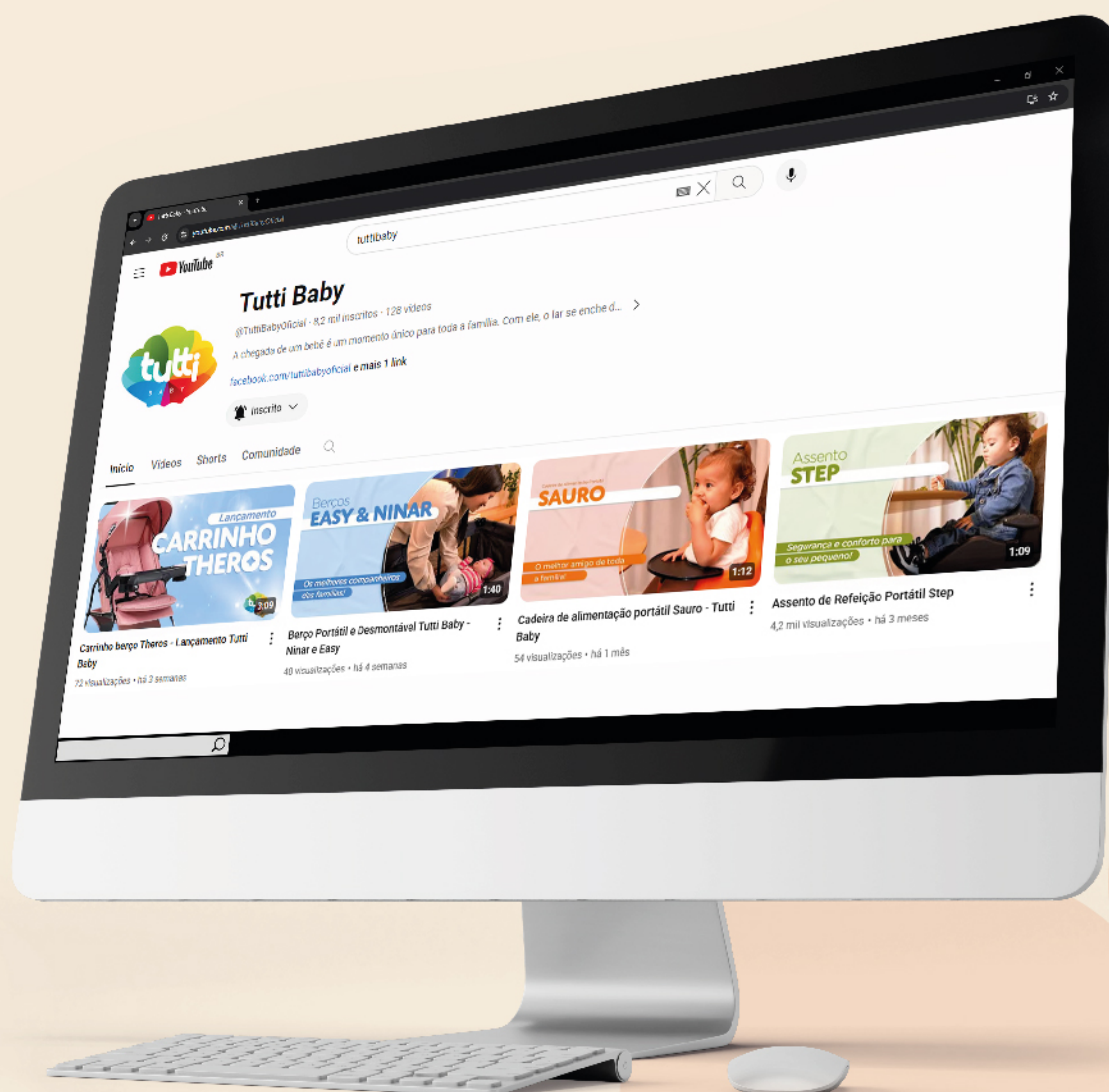 youtube.com
YouTube BR
tuttibaby
Tutti Baby
@TuttiBabyOficial · 8,2 mil inscritos · 128 vídeos
A chegada de um bebê é um momento único para toda a família. Com ele, o lar se enche d...
facebook.com/tuttibabyoficial e mais 1 link
Inscrito
tutti
BABY
Início Vídeos Shorts Comunidade
Lançamento
CARRINHO
THEROS
3:09
Carrinho berço Theros - Lançamento Tutti
Baby
72 visualizações • há 3 semanas
Berços
EASY & NINAR
Os melhores companheiros
das famílias!
1:40
Berço Portátil e Desmontável Tutti Baby -
Ninar e Easy
40 visualizações • há 4 semanas
SAURO
O melhor amigo de toda
a família!
1:12
Cadeira de alimentação portátil Sauro - Tutti
Baby
54 visualizações • há 1 mês
Assento
STEP
Segurança e conforto para
o seu pequeno!
1:09
Assento de Refeição Portátil Step
4,2 mil visualizações • há 3 meses